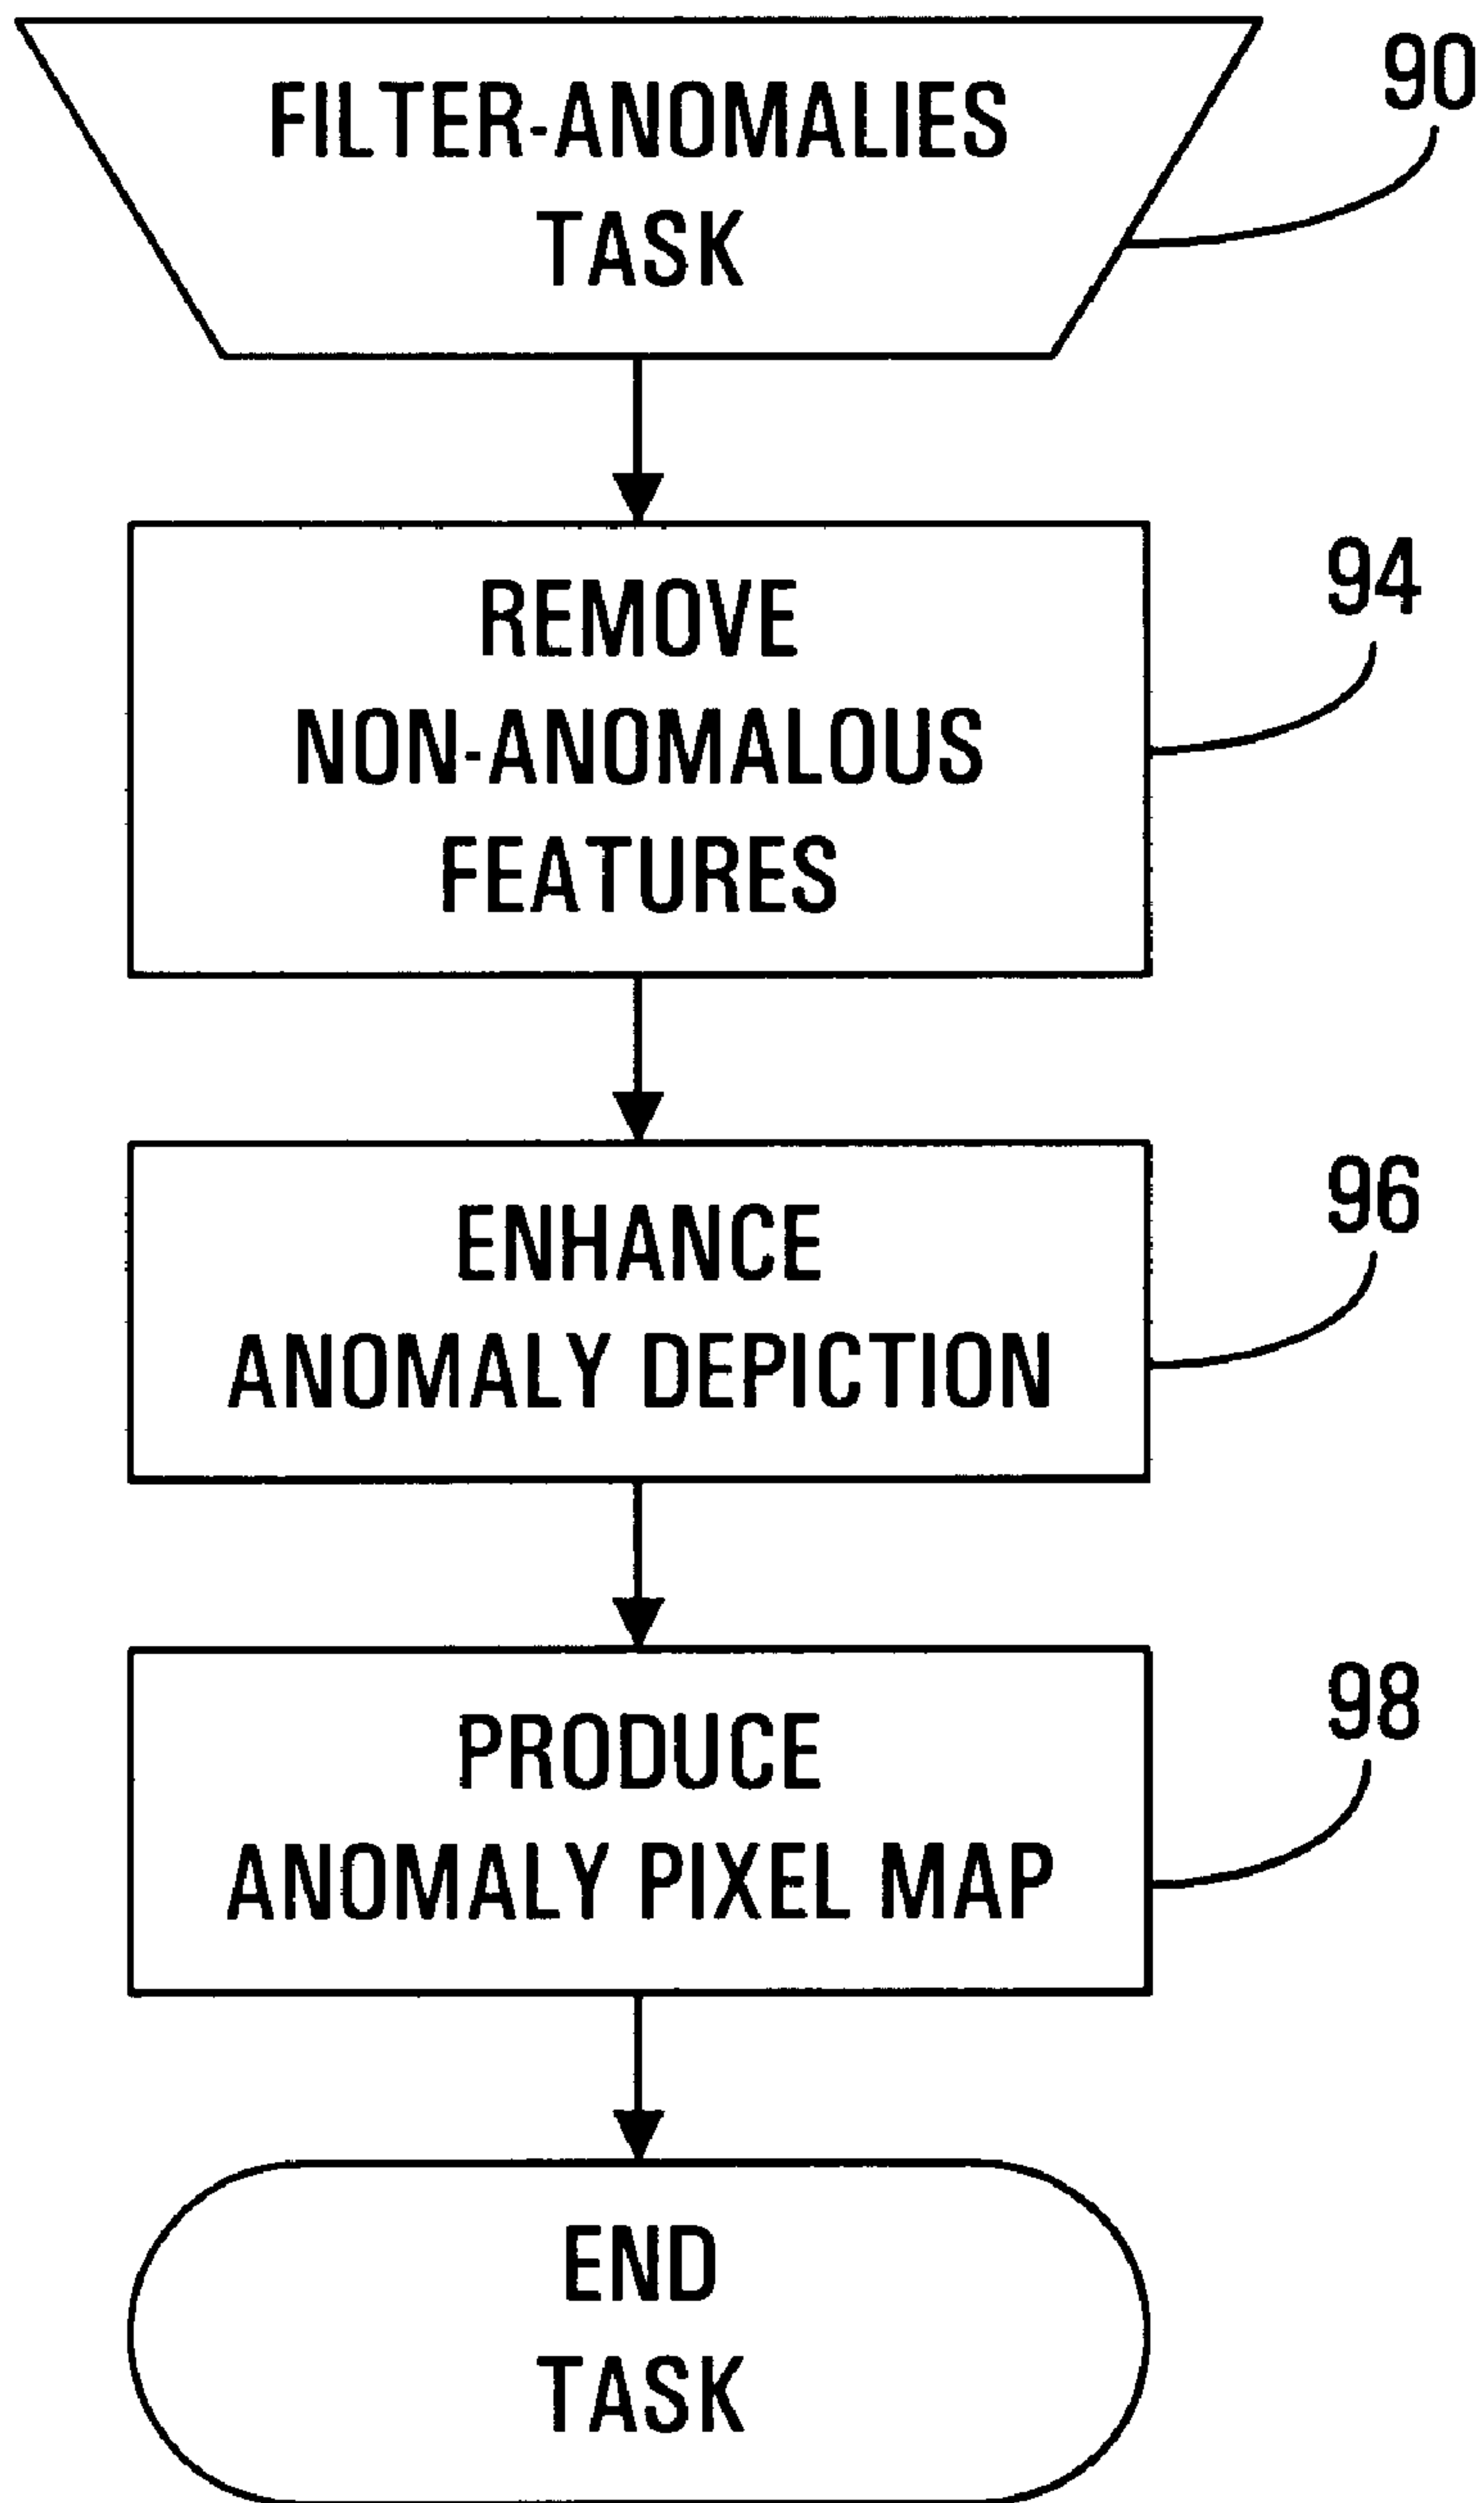 FILTER-ANOMALIES
TASK
90
REMOVE
NON-ANOMALOUS
FEATURES
94
ENHANCE
ANOMALY DEPICTION
96
PRODUCE
ANOMALY PIXEL MAP
98
END
TASK